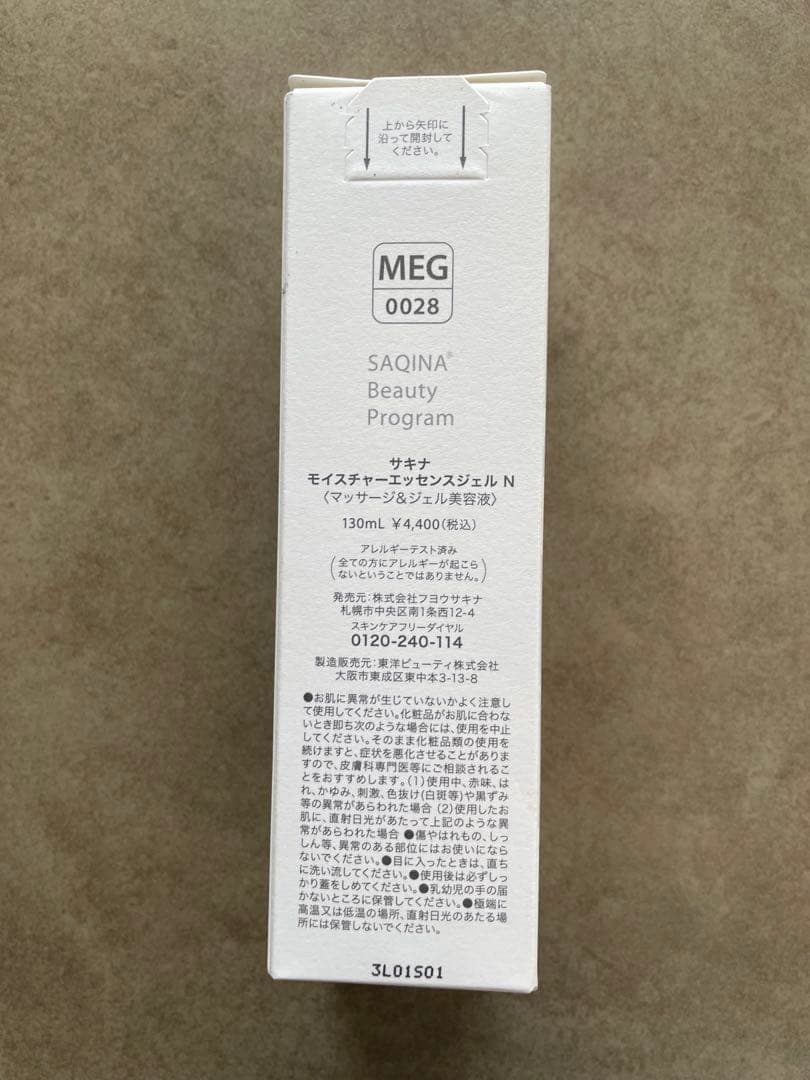 上から矢印に
沿って開封して
ください。
MEG
0028
SAQINA®
Beauty
Program
サキナ
モイスチャーエッセンスジェル N
〈マッサージ&ジェル美容液〉
130mL ¥4,400(税込)
アレルギーテスト済み
(全ての方にアレルギーが起こら
ないということではありません。)
発売元:株式会社フヨウサキナ
札幌市中央区南1条西12-4
スキンケアフリーダイヤル
0120-240-114
製造販売元:東洋ビューティ株式会社
大阪市東成区東中本3-13-8
●お肌に異常が生じていないかよく注意し
て使用してください。化粧品がお肌に合わな
いとき即ち次のような場合には、使用を中止
してください。そのまま化粧品類の使用を
続けますと、症状を悪化させることがありま
すので、皮膚科専門医等にご相談されるこ
とをおすすめします。(1)使用中、赤味、は
れ、かゆみ、刺激、色抜け(白斑等)や黒ずみ
等の異常があらわれた場合 (2)使用したお
肌に、直射日光があたって上記のような異
常があらわれた場合 ●傷やはれもの、しっ
しん等、異常のある部位にはお使いになら
ないでください。●目に入ったときは、直ち
に洗い流してください。●使用後は必ずしっ
かり蓋をしめてください。●乳幼児の手の届
かないところに保管してください。●極端に
高温又は低温の場所、直射日光のあたる場
所には保管しないでください。
3L01S01